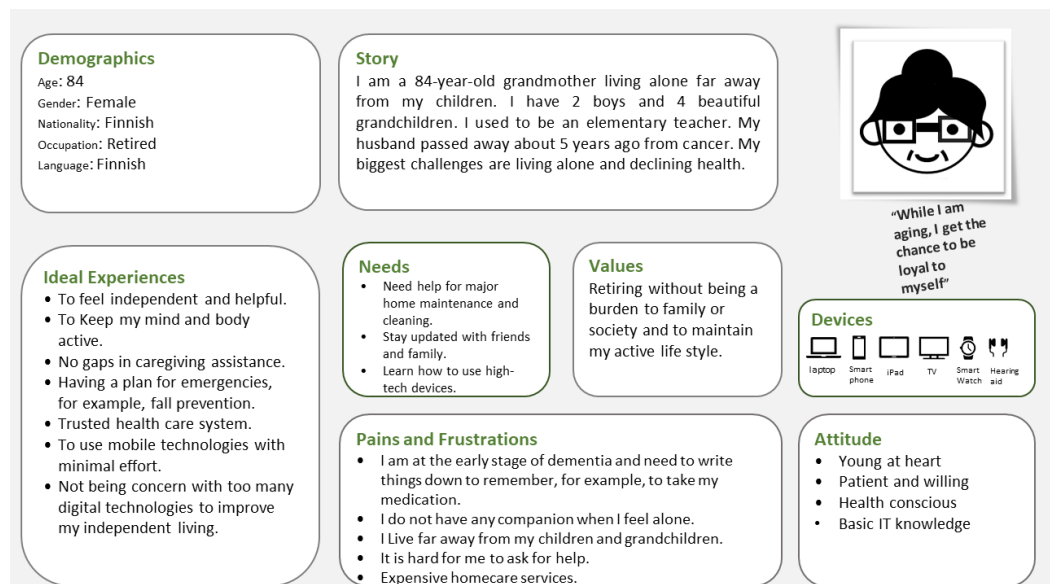 Demographics
Age: 84
Gender: Female
Nationality: Finnish
Occupation: Retired
Language: Finnish
Story
I am a 84-year-old grandmother living alone far away
from my children. I have 2 boys and 4 beautiful
grandchildren. I used to be an elementary teacher. My
husband passed away about 5 years ago from cancer. My
biggest challenges are living alone and declining health.
"While I am
aging, I get the
chance to be
loyal to
myself"
Ideal Experiences
• To feel independent and helpful.
• To Keep my mind and body
active.
• No gaps in caregiving assistance.
• Having a plan for emergencies,
for example, fall prevention.
• Trusted health care system.
• To use mobile technologies with
minimal effort.
• Not being concern with too many
digital technologies to improve
my independent living.
Needs
• Need help for major
home maintenance and
cleaning.
• Stay updated with friends
and family.
• Learn how to use high-
tech devices.
Values
Retiring without being a
burden to family or
society and to maintain
my active life style.
Devices
laptop
Smart
phone
iPad
TV
Smart
Watch
Hearing
aid
Pains and Frustrations
• I am at the early stage of dementia and need to write
things down to remember, for example, to take my
medication.
• I do not have any companion when I feel alone.
• I Live far away from my children and grandchildren.
• It is hard for me to ask for help.
• Expensive homecare services.
Attitude
• Young at heart
• Patient and willing
• Health conscious
• Basic IT knowledge